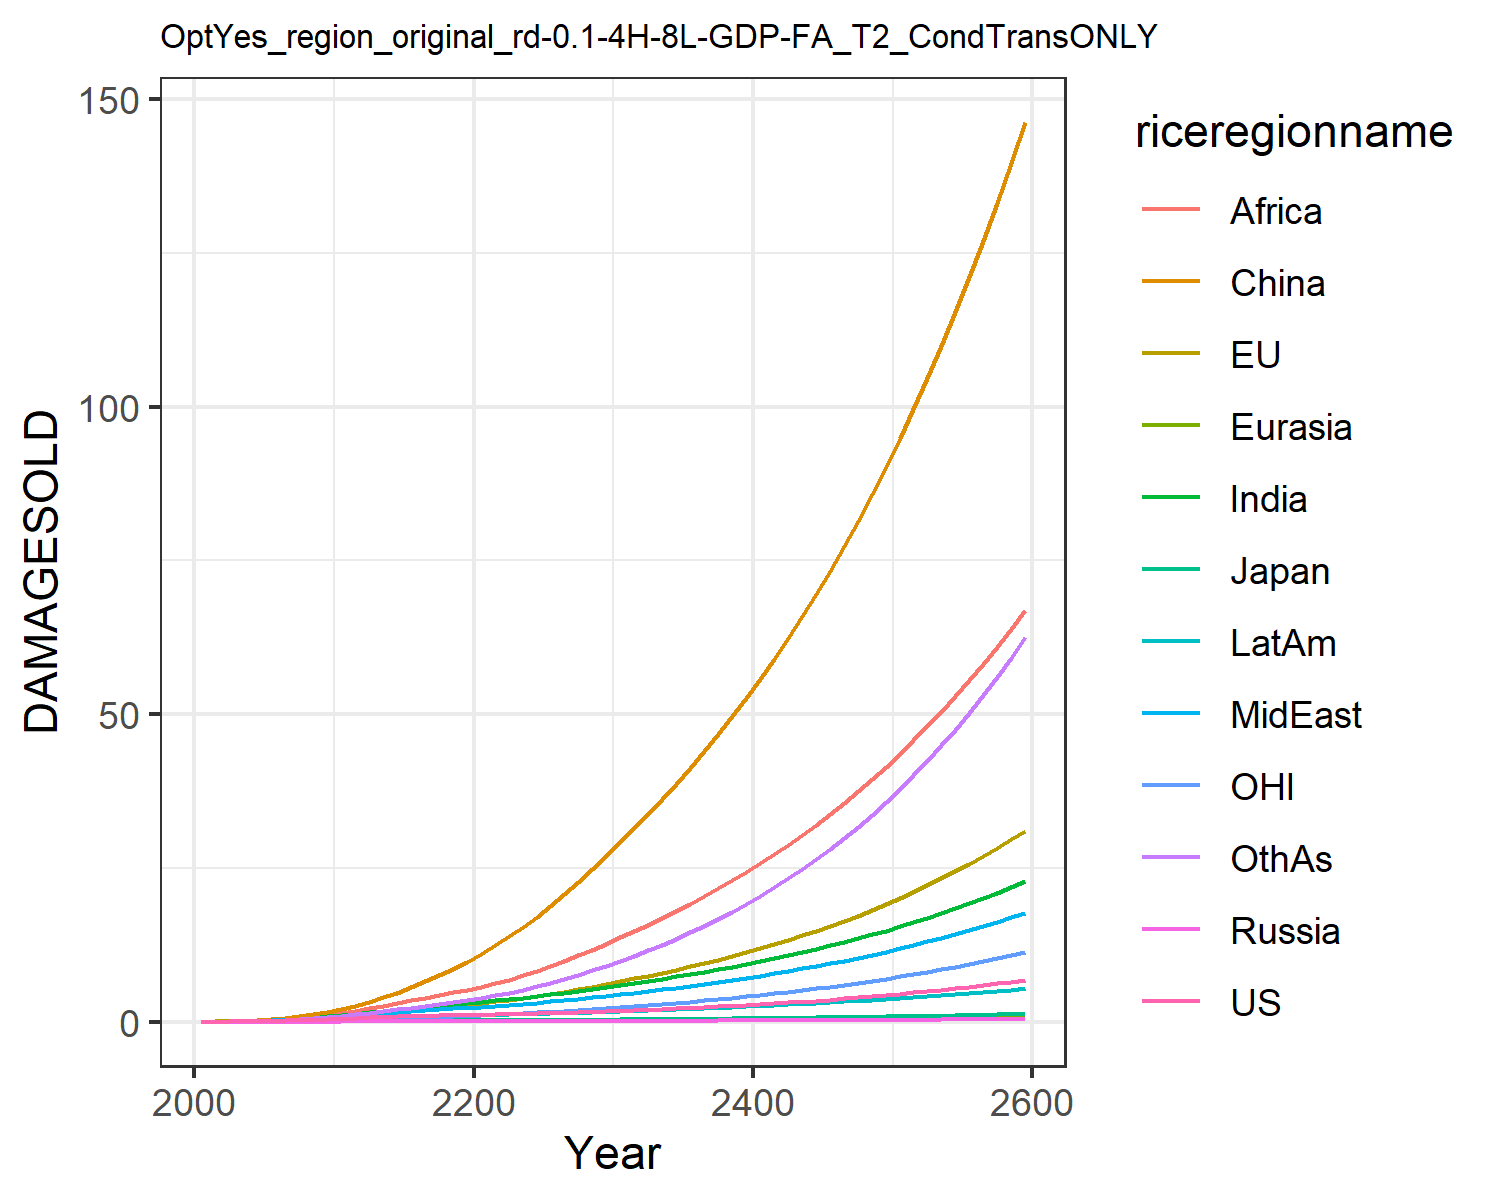 OptYes_region_original_rd-0.1-4H-8L-GDP-FA_T2_CondTransONLY
150
100
50
0
DAMAGESOLD
2000 2200 2400 2600
Year
riceregionname
Africa
China
EU
Eurasia
India
Japan
LatAm
MidEast
OHI
OthAs
Russia
US